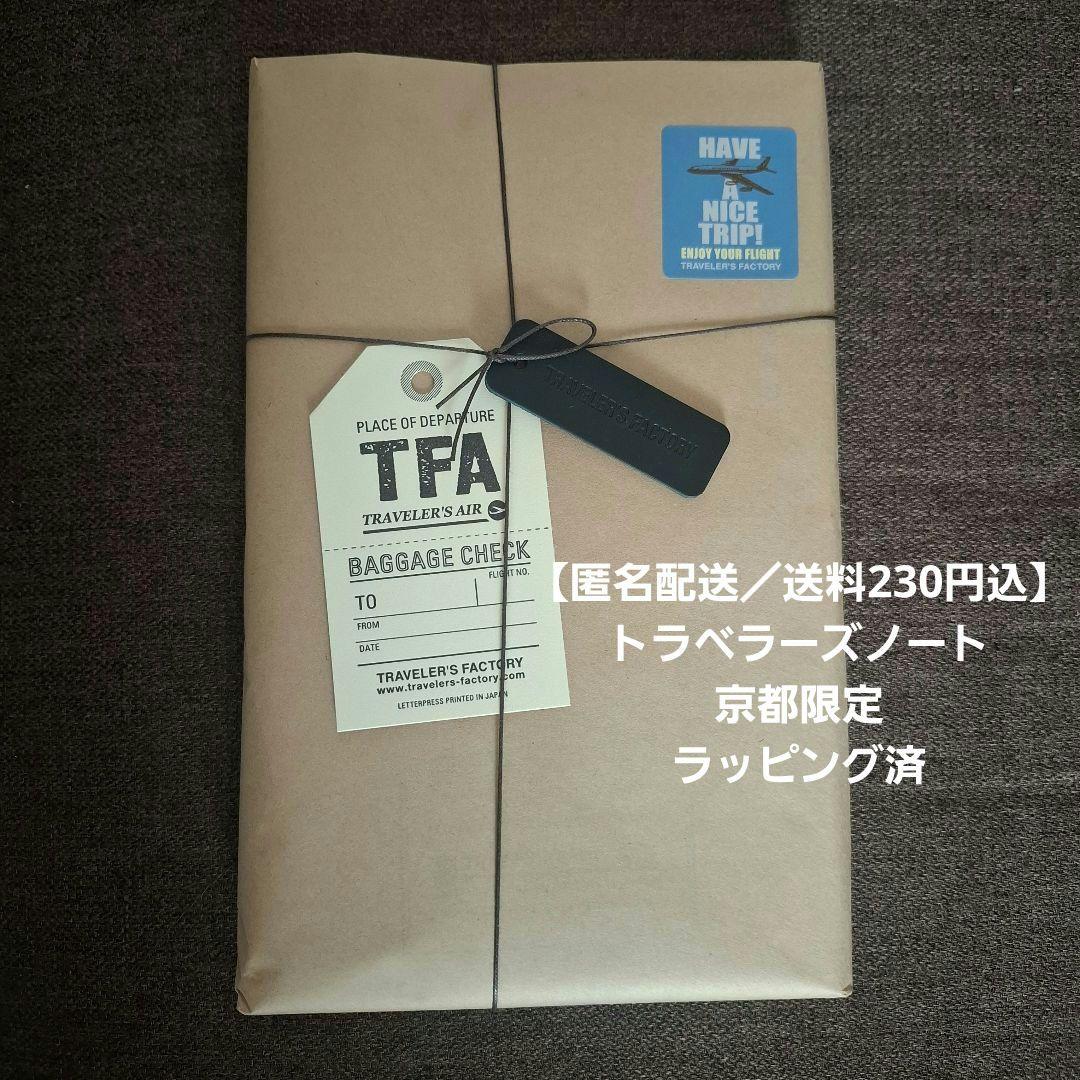 HAVE
A
NICE
TRIP!
ENJOY YOUR FLIGHT
TRAVELER'S FACTORY
TRAVELER'S FACTORY
PLACE OF DEPARTURE
TFA
TRAVELER'S AIR
BAGGAGE CHECK
FLIGHT NO.
TO
FROM
DATE
TRAVELER'S FACTORY
www.travelers-factory.com
LETTERPRESS PRINTED IN JAPAN
【匿名配送／送料230円込】
トラベラーズノート
京都限定
ラッピング済